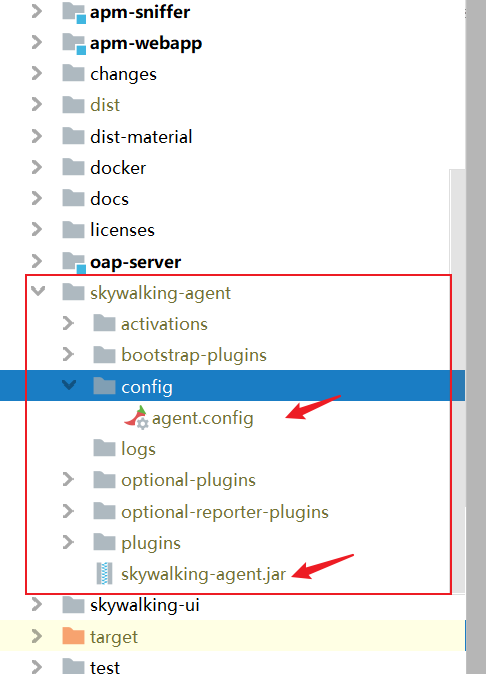 apm-sniffer
apm-webapp
changes
dist
dist-material
docker
docs
licenses
oap-server
skywalking-agent
activations
bootstrap-plugins
config
agent.config
logs
optional-plugins
optional-reporter-plugins
plugins
skywalking-agent.jar
skywalking-ui
target
test